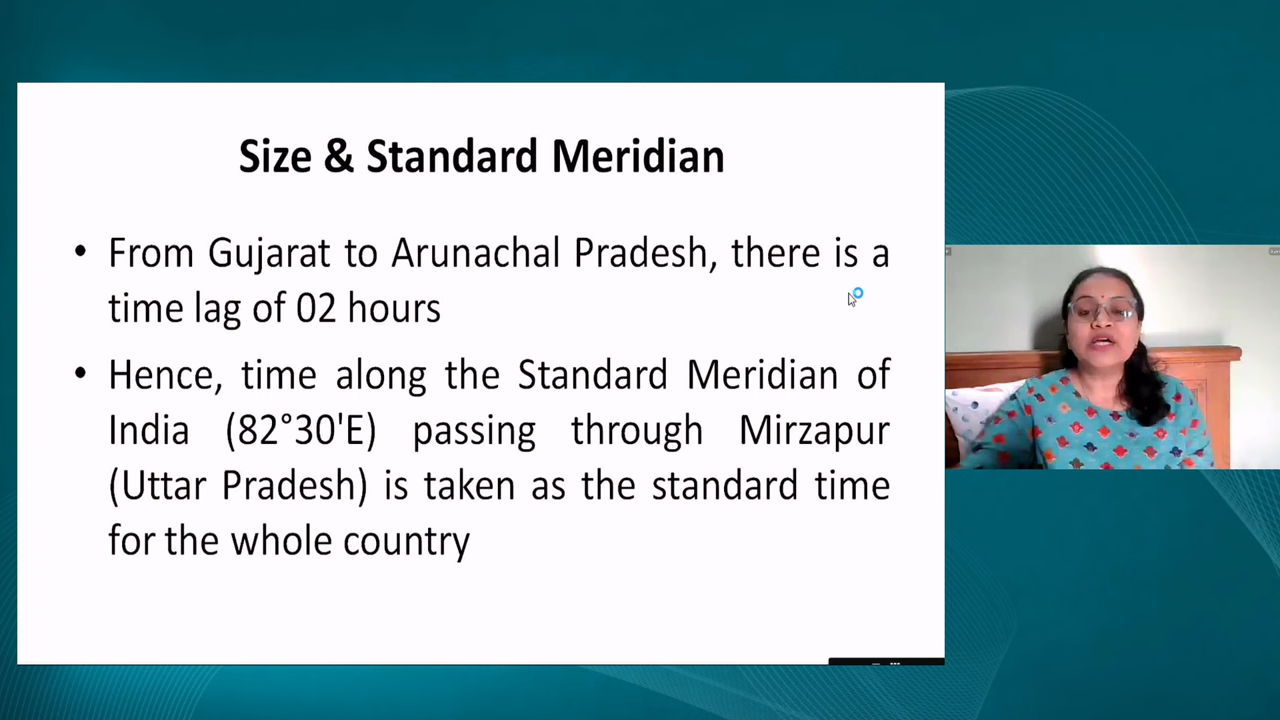 Size & Standard Meridian
• From Gujarat to Arunachal Pradesh, there is a
time lag of 02 hours
• Hence, time along the Standard Meridian of
India (82°30'E) passing through Mirzapur
(Uttar Pradesh) is taken as the standard time
for the whole country